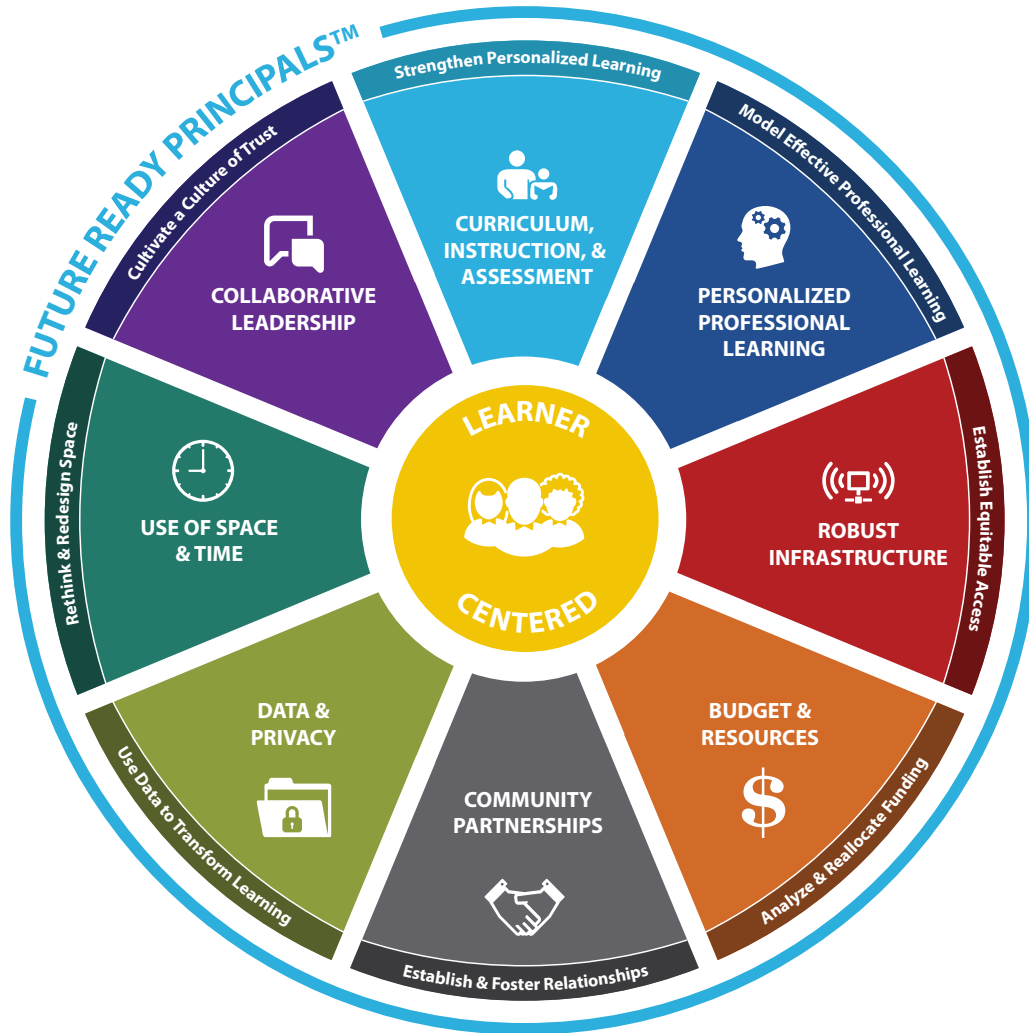 FUTURE READY PRINCIPALS™
Strengthen Personalized Learning
CURRICULUM,
INSTRUCTION, &
ASSESSMENT
Model Effective Professional Learning
PERSONALIZED
PROFESSIONAL
LEARNING
Establish Equitable Access
ROBUST
INFRASTRUCTURE
Analyze & Reallocate Funding
BUDGET &
RESOURCES
$
Establish & Foster Relationships
COMMUNITY
PARTNERSHIPS
Use Data to Transform Learning
DATA &
PRIVACY
Rethink & Redesign Space
USE OF SPACE
& TIME
Cultivate a Culture of Trust
COLLABORATIVE
LEADERSHIP
LEARNER
CENTERED